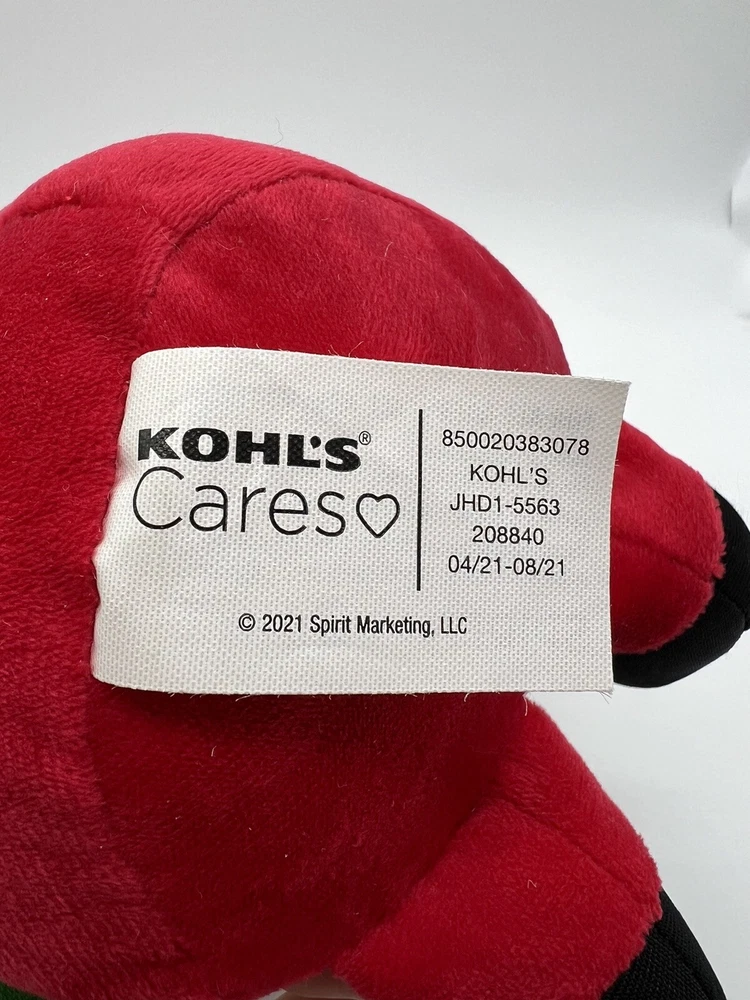 KOHL'S®
Cares♡
850020383078
KOHL'S
JHD1-5563
208840
04/21-08/21
© 2021 Spirit Marketing, LLC